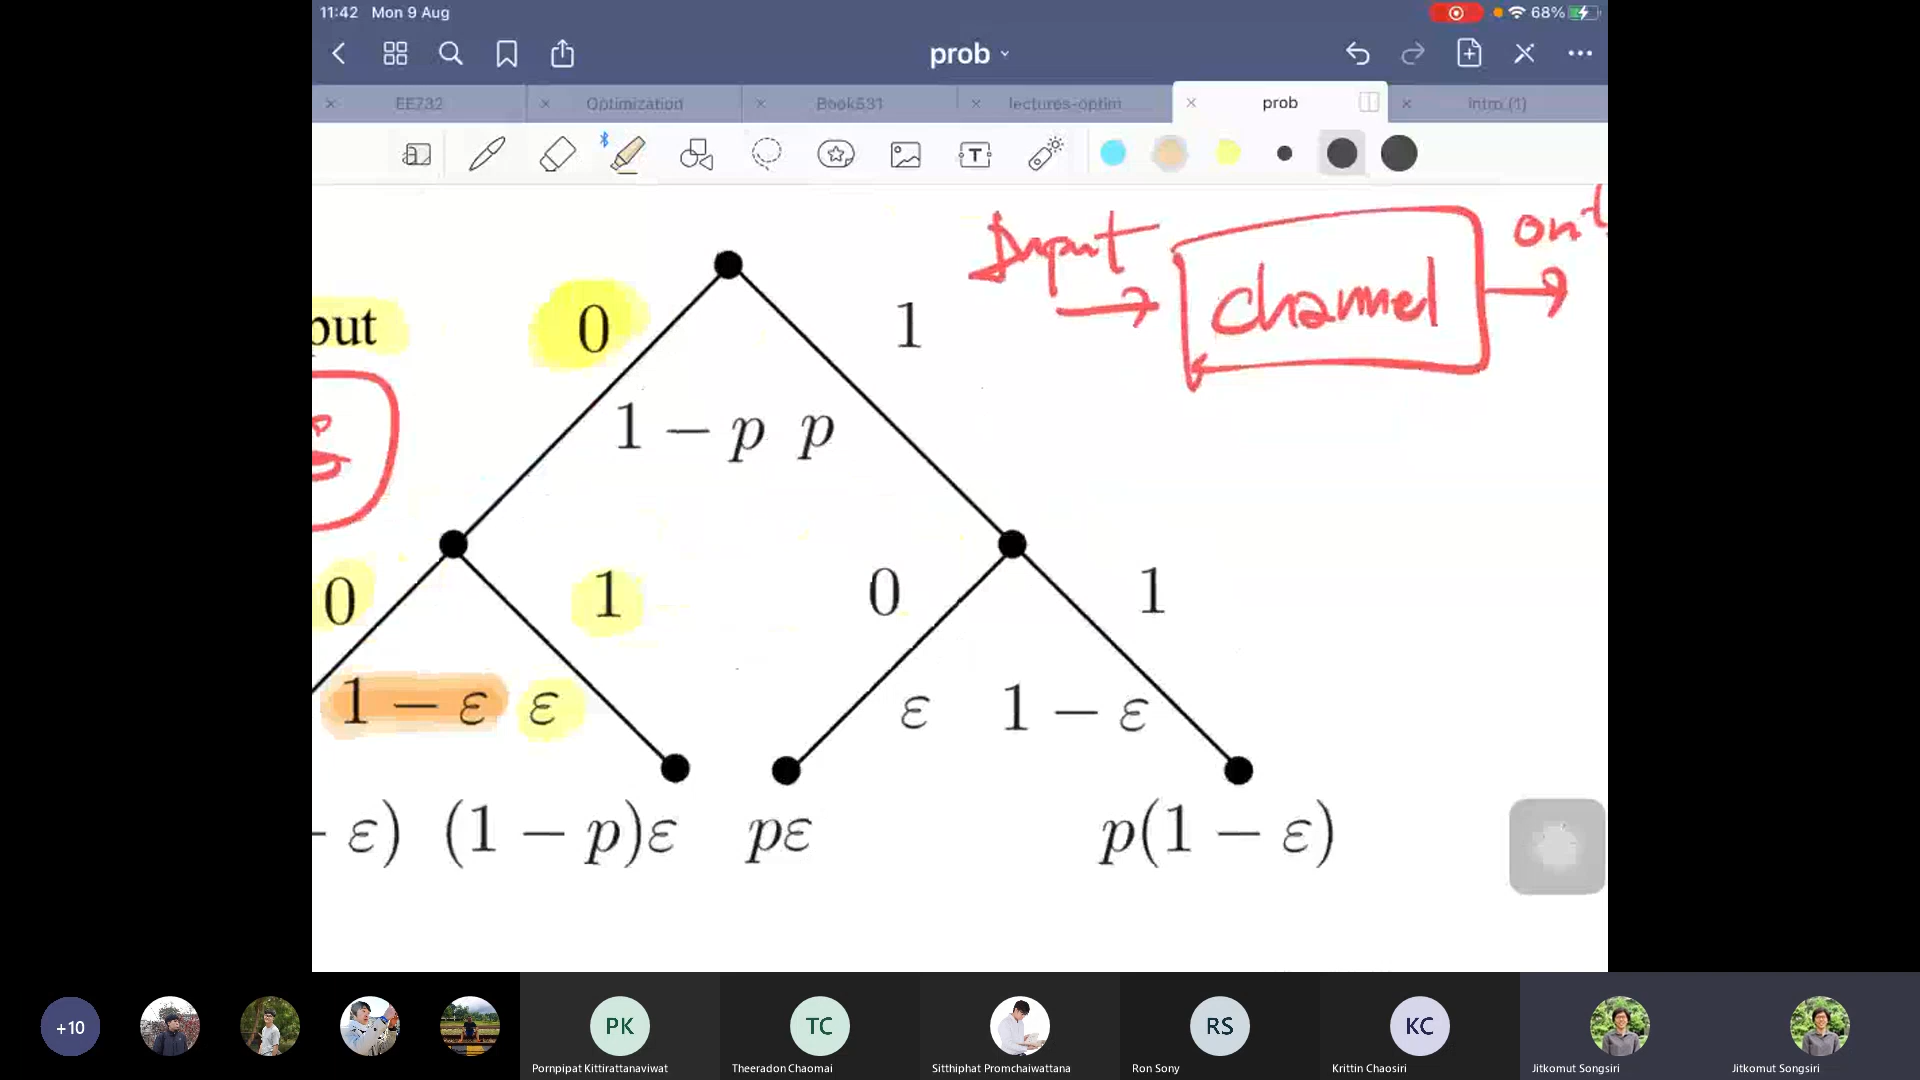 11:42 Mon 9 Aug
68%
prob
EE732
Optimization
Book531
lectures-optim
prob
Intro (1)
T
Input
channel
put
0
1
1 − p p
0
1
0
1
1 − ε ε
ε 1 − ε
− ε) (1 − p)ε pε p(1 − ε)
+10
PK
TC
RS
KC
Pornpipat Kittirattanaviwat
Theeradon Chaomai
Sitthiphat Promchaiwattana
Ron Sony
Krittin Chaosiri
Jitkomut Songsiri
Jitkomut Songsiri